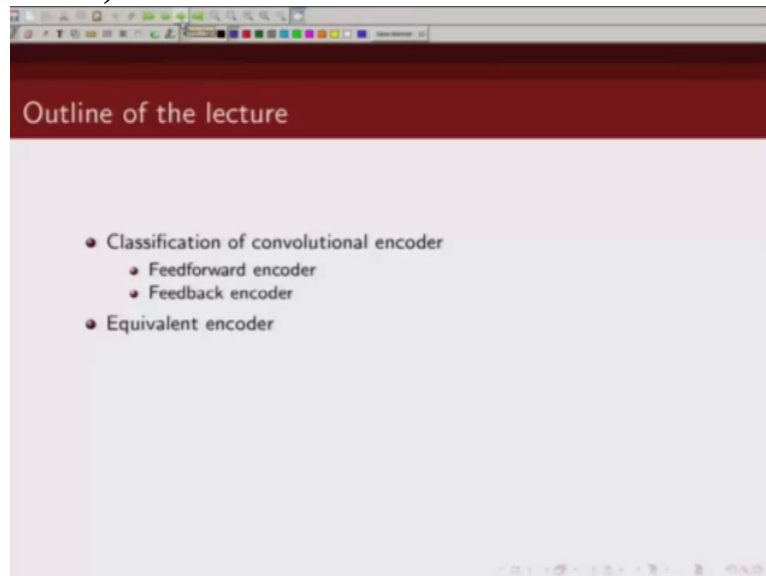 Outline of the lecture
Classification of convolutional encoder
Feedforward encoder
Feedback encoder
Equivalent encoder